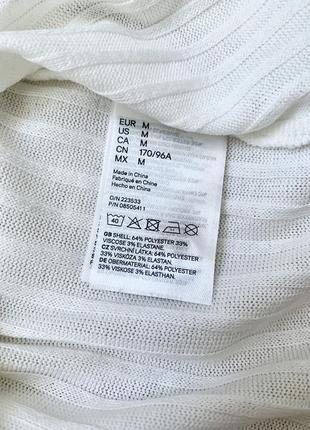 EUR M
US M
CA M
CN 170/96A
MX M
Made in China
Fabriqué en Chine
Hecho en China
O/N 223533
P/N 08505411
40
GB SHELL: 64% POLYESTER 33%
VISCOSE 3% ELASTANE.
CZ SVRCHNÍ LÁTKA: 64% POLYESTER
33% VISKÓZA 3% ELASTAN.
DE OBERMATERIAL: 64% POLYESTER
33% VISKOSE 3% ELASTHAN.